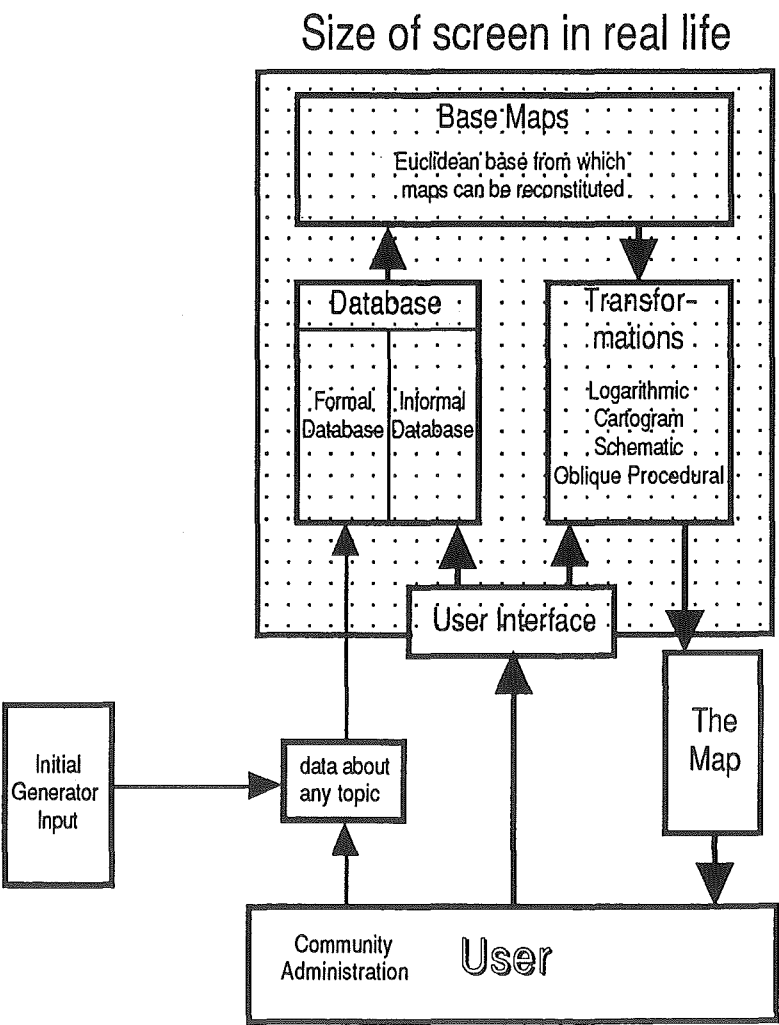 Size of screen in real life
Base Maps
Euclidean base from which
maps can be reconstituted
Database
Formal
Database
Informal
Database
Transfor-
mations
Logarithmic
Cartogram
Schematic
Oblique Procedural
User Interface
The
Map
Initial
Generator
Input
data about
any topic
Community
Administration
User